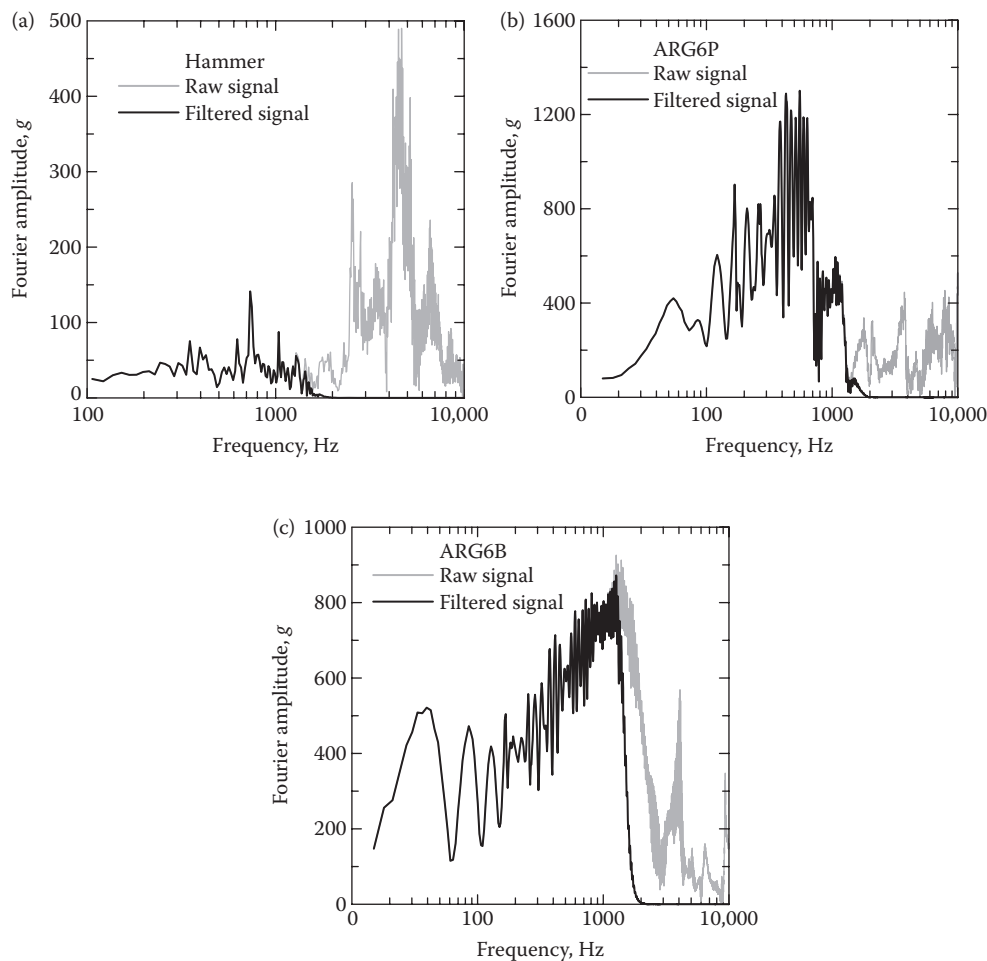 (a)
500
400
300
200
100
0
Fourier amplitude, g
Hammer
Raw signal
Filtered signal
100
1000
10,000
Frequency, Hz
(b)
1600
1200
800
400
0
Fourier amplitude, g
ARG6P
Raw signal
Filtered signal
0
100
1000
10,000
Frequency, Hz
(c)
1000
800
600
400
200
0
Fourier amplitude, g
ARG6B
Raw signal
Filtered signal
0
100
1000
10,000
Frequency, Hz